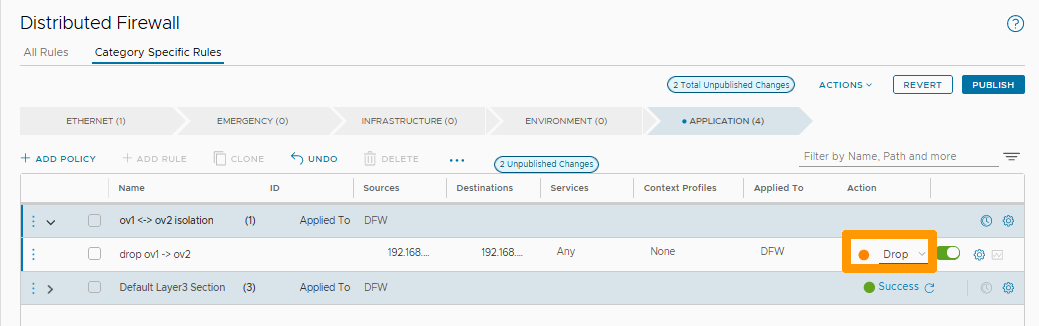 Distributed Firewall
All Rules Category Specific Rules
2 Total Unpublished Changes ACTIONS REVERT PUBLISH
ETHERNET (1) EMERGENCY (0) INFRASTRUCTURE (0) ENVIRONMENT (0) APPLICATION (4)
+ ADD POLICY + ADD RULE CLONE UNDO DELETE ... 2 Unpublished Changes Filter by Name, Path and more
Name ID Sources Destinations Services Context Profiles Applied To Action
ov1 <-> ov2 isolation (1) Applied To DFW
drop ov1 -> ov2 192.168.... 192.168.... Any None DFW Drop
Default Layer3 Section (3) Applied To DFW Success